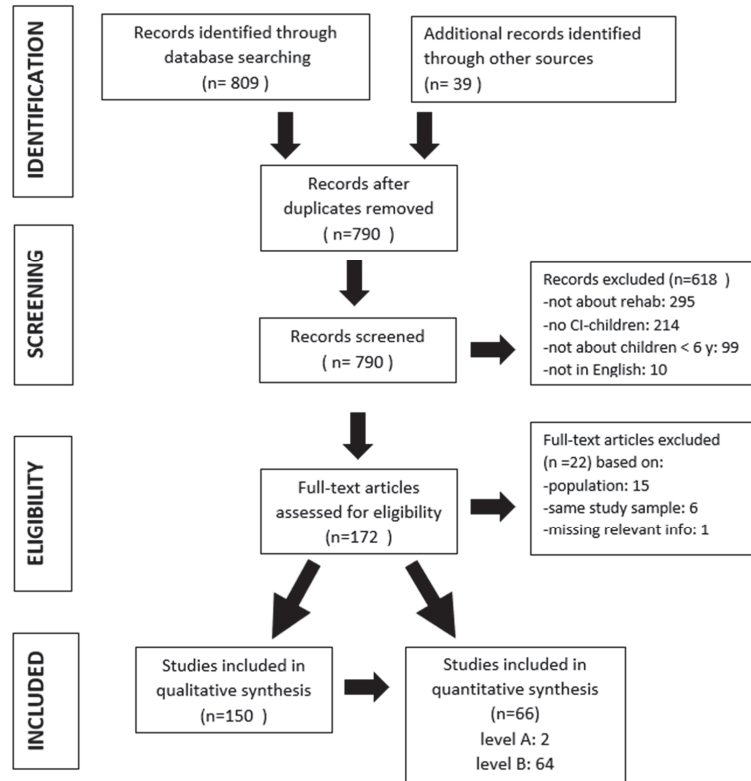 IDENTIFICATION
Records identified through
database searching
(n= 809 )
Additional records identified
through other sources
(n= 39 )
Records after
duplicates removed
( n=790 )
SCREENING
Records screened
(n= 790 )
Records excluded (n=618 )
-not about rehab: 295
-no CI-children: 214
-not about children < 6 y: 99
-not in English: 10
ELIGIBILITY
Full-text articles
assessed for eligibility
(n=172 )
Full-text articles excluded
(n =22) based on:
-population: 15
-same study sample: 6
-missing relevant info: 1
INCLUDED
Studies included in
qualitative synthesis
(n=150 )
Studies included in
quantitative synthesis
(n=66)
level A: 2
level B: 64